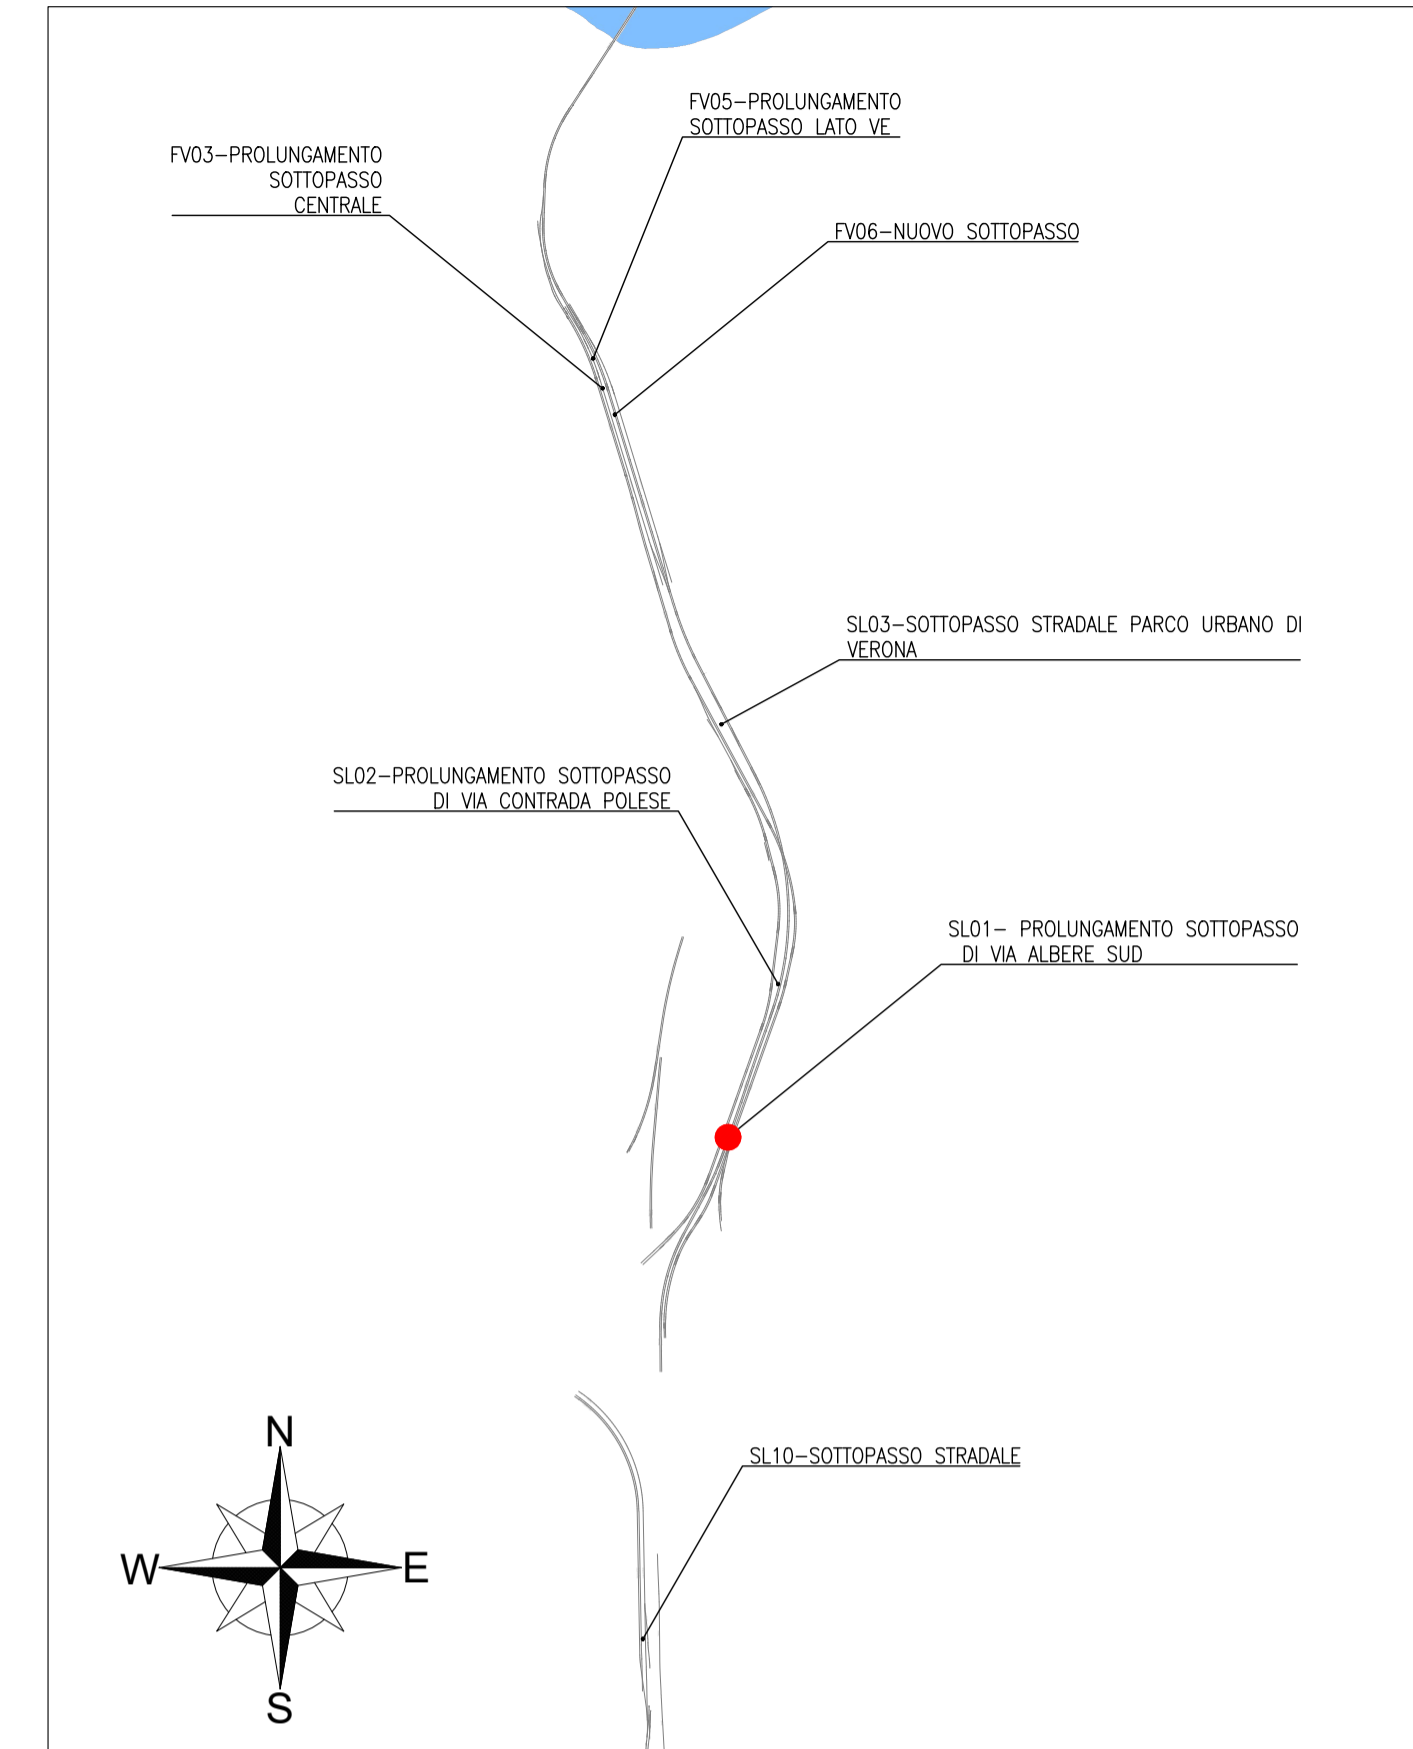 FV05-PROLUNGAMENTO
SOTTOPASSO LATO VE
FV03-PROLUNGAMENTO
SOTTOPASSO
CENTRALE
FV06-NUOVO SOTTOPASSO
SL03-SOTTOPASSO STRADALE PARCO URBANO DI
VERONA
SL02-PROLUNGAMENTO SOTTOPASSO
DI VIA CONTRADA POLESE
SL01- PROLUNGAMENTO SOTTOPASSO
DI VIA ALBERE SUD
SL10-SOTTOPASSO STRADALE
N
W
E
S